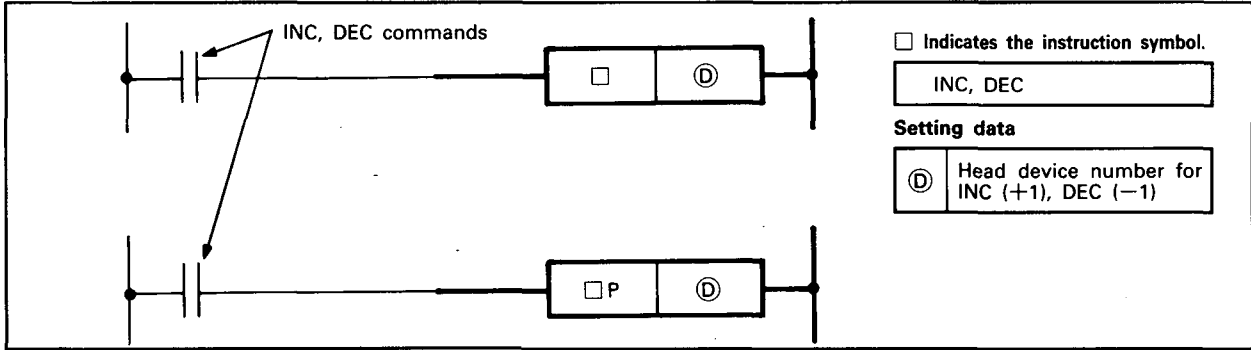 INC, DEC commands
□ Ⓓ
□P Ⓓ
□ Indicates the instruction symbol.
INC, DEC
Setting data
Ⓓ Head device number for
INC (+1), DEC (−1)